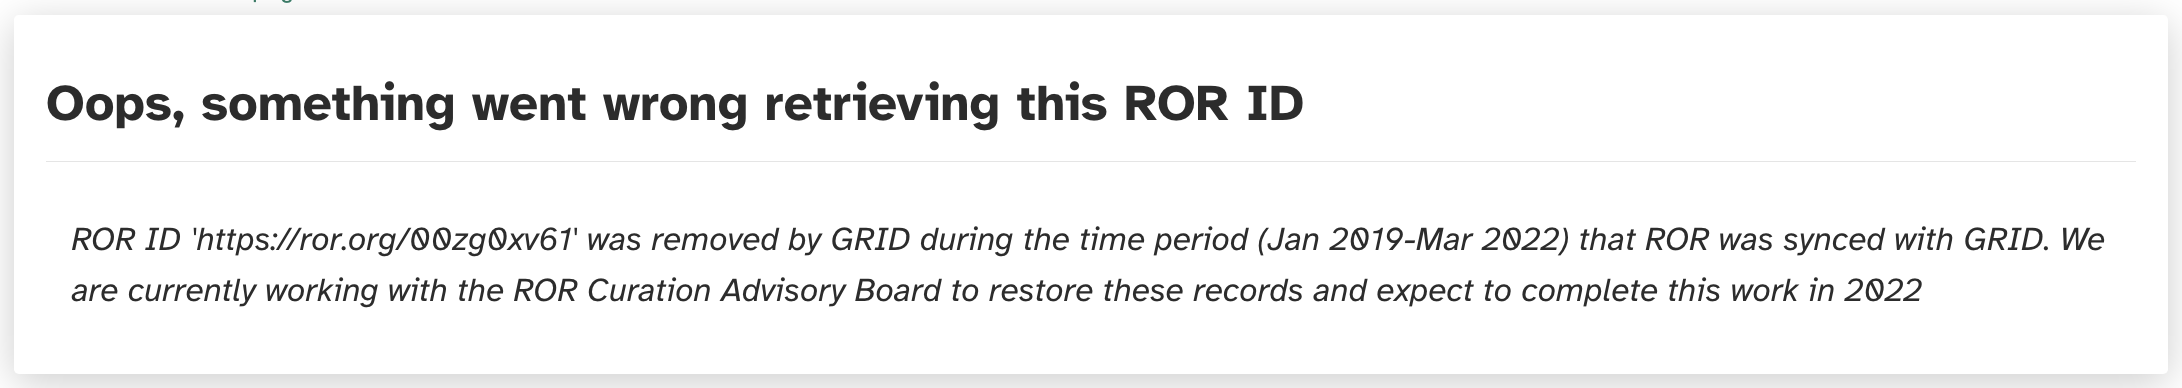 Oops, something went wrong retrieving this ROR ID
ROR ID 'https://ror.org/00zg0xv61' was removed by GRID during the time period (Jan 2019-Mar 2022) that ROR was synced with GRID. We
are currently working with the ROR Curation Advisory Board to restore these records and expect to complete this work in 2022